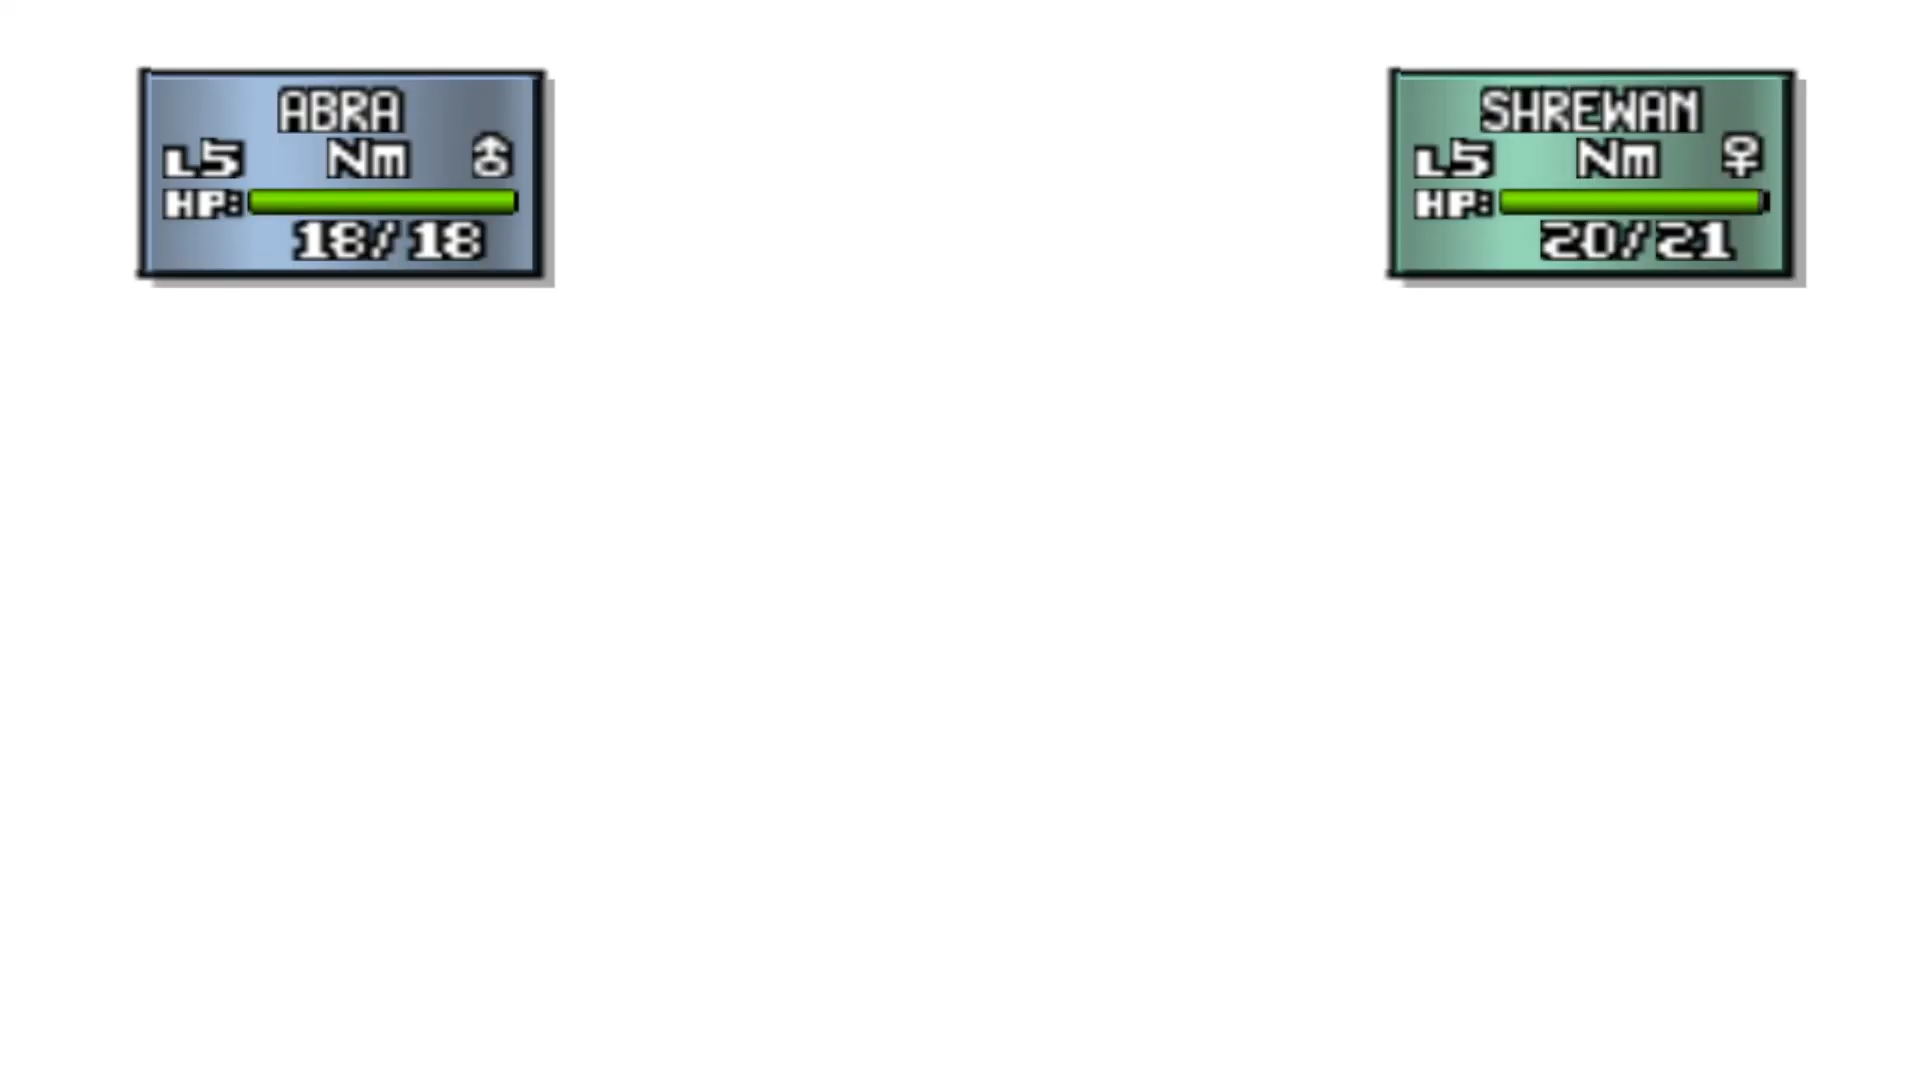 ABRA
L5 Nm ♂
HP:
18/18
SHREWAN
L5 Nm ♀
HP:
20/21